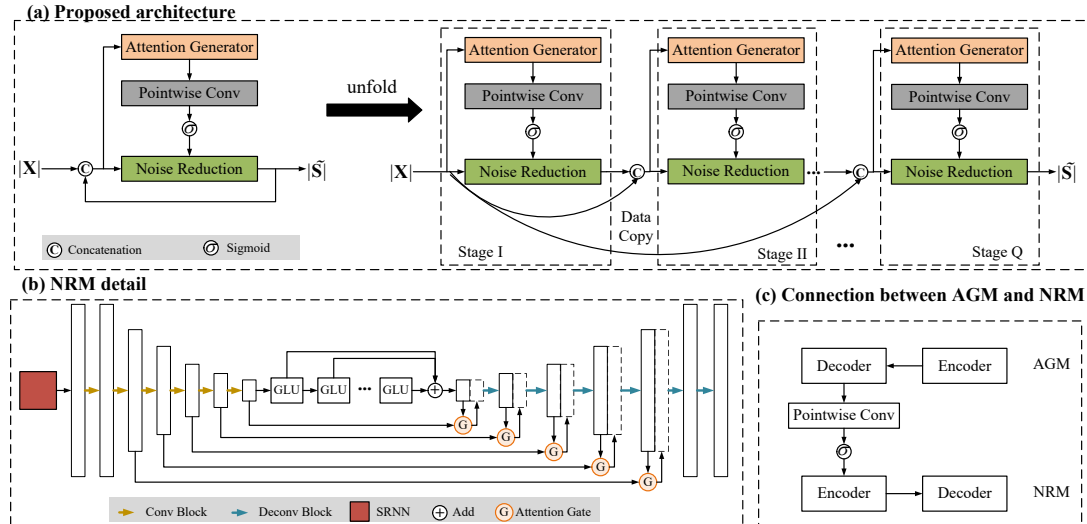 (a) Proposed architecture
Attention Generator
Pointwise Conv
σ
|X|
C
Noise Reduction
|S̃|
C Concatenation
σ Sigmoid
unfold
Attention Generator
Pointwise Conv
σ
|X|
Noise Reduction
Stage I
C
Data
Copy
Attention Generator
Pointwise Conv
σ
Noise Reduction
Stage II
...
...
C
Attention Generator
Pointwise Conv
σ
Noise Reduction
|S̃|
Stage Q
(b) NRM detail
GLU GLU ... GLU +
G
G
G
G
G
Conv Block Deconv Block SRNN + Add G Attention Gate
(c) Connection between AGM and NRM
Decoder Encoder AGM
Pointwise Conv
σ
Encoder Decoder NRM